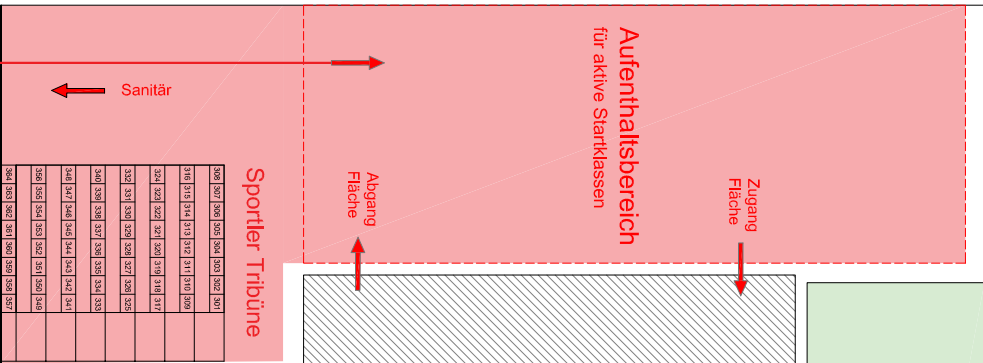 Aufenthaltsbereich
für aktive Startklassen
Sanitär
Zugang
Fläche
Abgang
Fläche
Sportler Tribüne
308 307 306 305 304 303 302 301
316 315 314 313 312 311 310 309
324 323 322 321 320 319 318 317
332 331 330 329 328 327 326 325
340 339 338 337 336 335 334 333
348 347 346 345 344 343 342 341
356 355 354 353 352 351 350 349
364 363 362 361 360 359 358 357